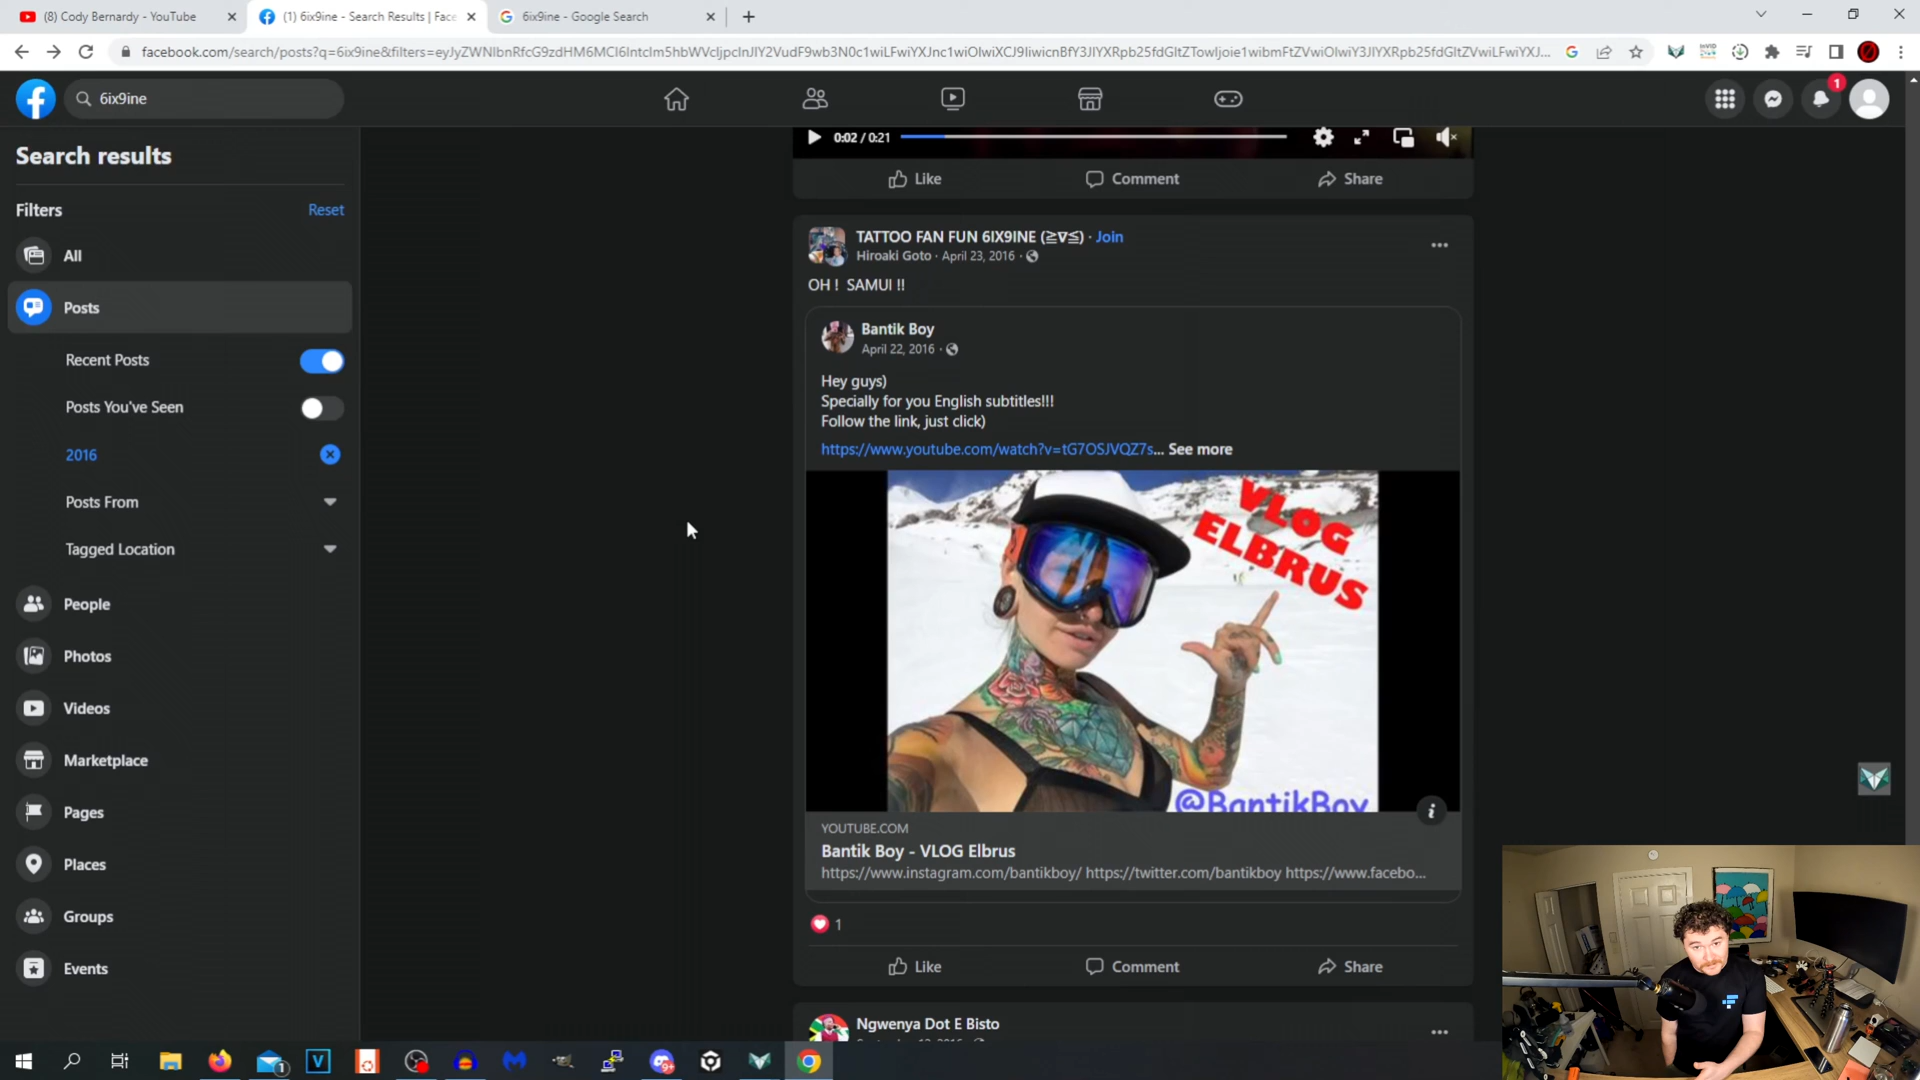 (8) Cody Bernardy - YouTube
(1) 6ix9ine - Search Results | Face
6ix9ine - Google Search
6ix9ine
Search results
Filters
Reset
All
Posts
Recent Posts
Posts You've Seen
2016
Posts From
Tagged Location
People
Photos
Videos
Marketplace
Pages
Places
Groups
Events
1
0:02 / 0:21
Like
Comment
Share
TATTOO FAN FUN 6IX9INE (≧∇≦) · Join
Hiroaki Goto · April 23, 2016 ·
OH ! SAMUI !!
Bantik Boy
April 22, 2016 ·
Hey guys)
Specially for you English subtitles!!!
Follow the link, just click)
https://www.youtube.com/watch?v=tG7OSJVQZ7s... See more
VLOG
ELBRUS
@BantikBoy
YOUTUBE.COM
Bantik Boy - VLOG Elbrus
https://www.instagram.com/bantikboy/ https://twitter.com/bantikboy https://www.facebo...
1
Like
Comment
Share
Ngwenya Dot E Bisto